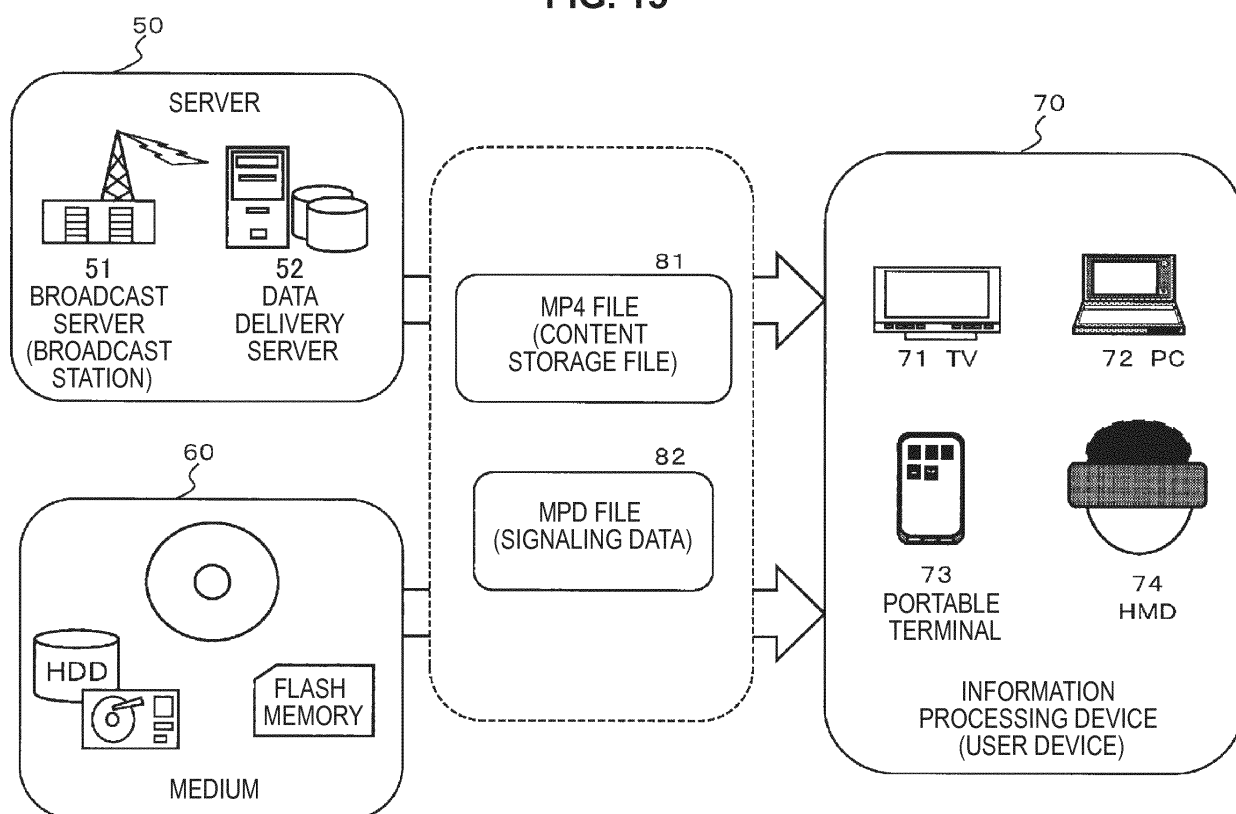 FIG.
50
SERVER
51
BROADCAST
SERVER
(BROADCAST
STATION)
52
DATA
DELIVERY
SERVER
60
HDD
FLASH
MEMORY
MEDIUM
81
MP4 FILE
(CONTENT
STORAGE FILE)
82
MPD FILE
(SIGNALING DATA)
70
71 TV
72 PC
73
PORTABLE
TERMINAL
74
HMD
INFORMATION
PROCESSING DEVICE
(USER DEVICE)